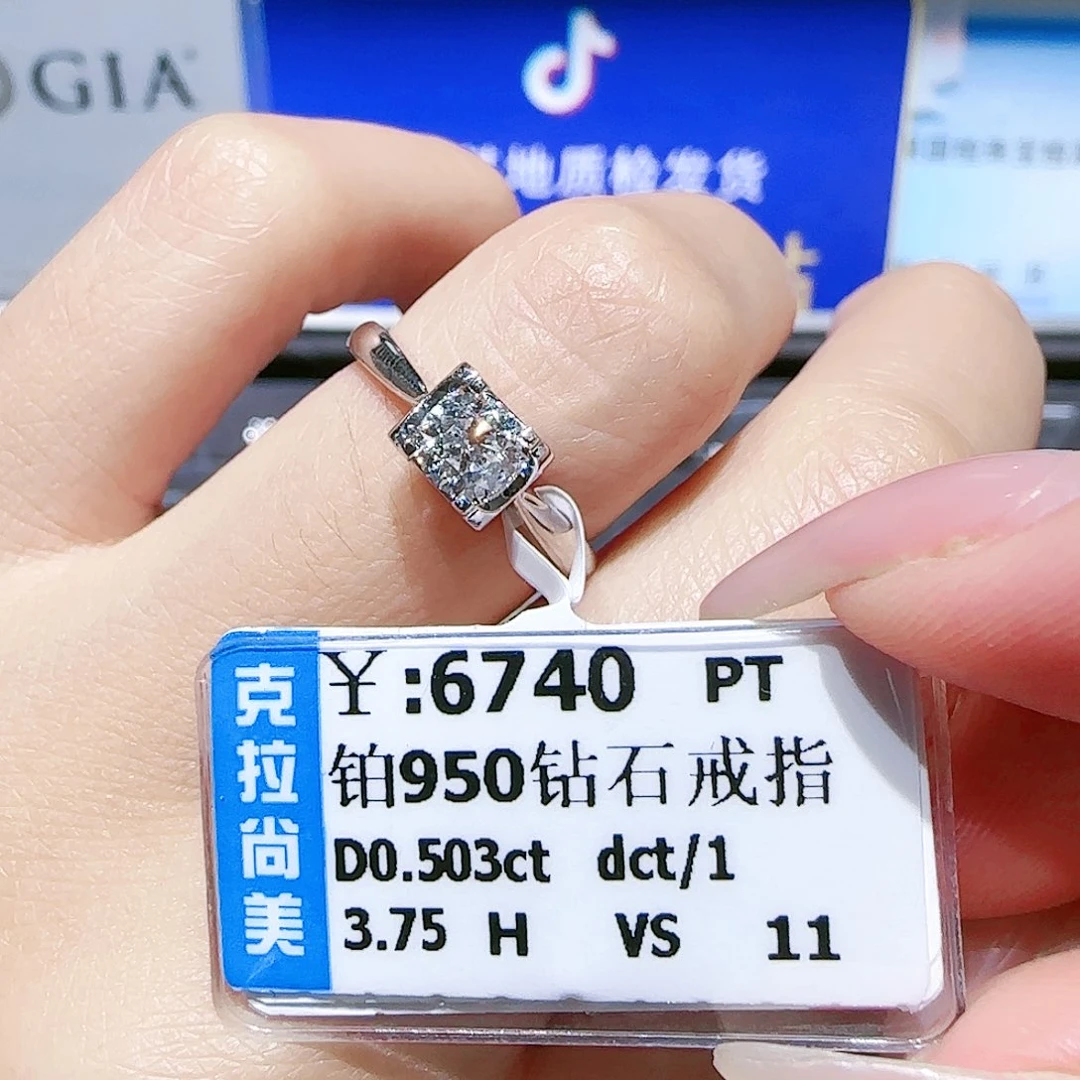 GIA
基地质检发货
克拉尚美
¥:6740 PT
铂950钻石戒指
D0.503ct dct/1
3.75 H VS 11